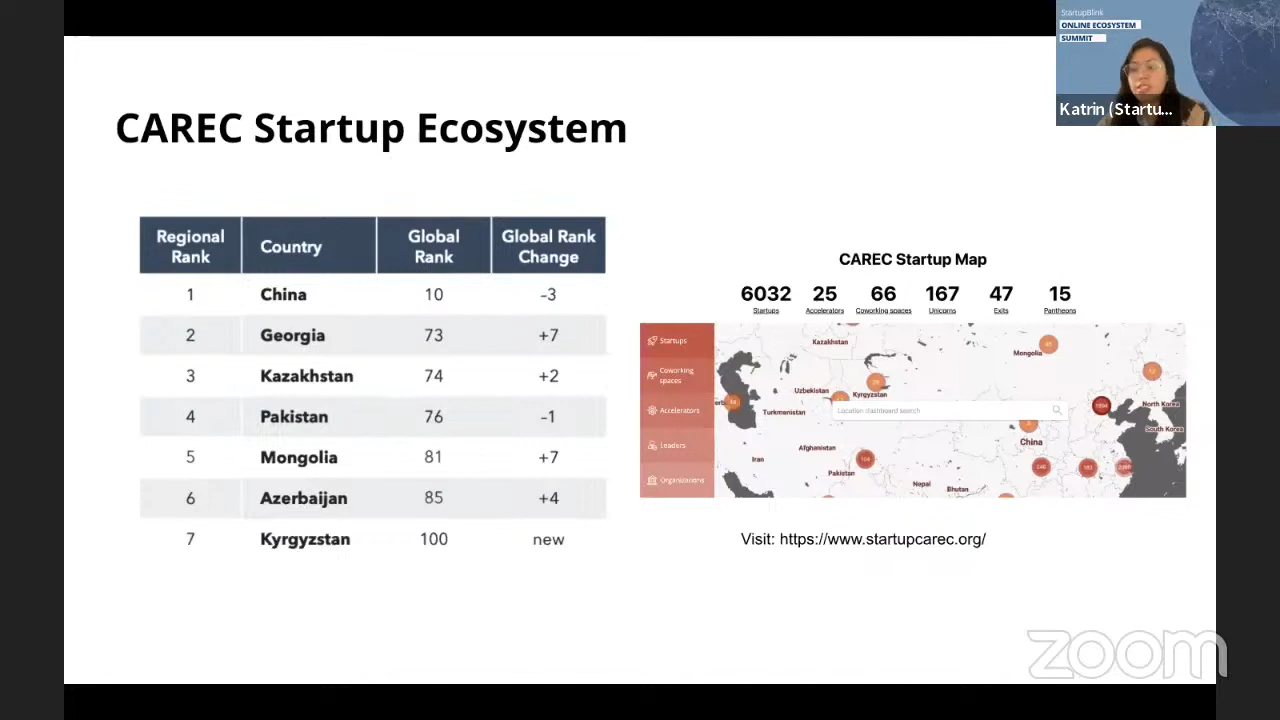 StartupBlink
ONLINE ECOSYSTEM
SUMMIT
Katrin (Startu...
CAREC Startup Ecosystem
Regional Rank Country Global Rank Global Rank Change
1 China 10 -3
2 Georgia 73 +7
3 Kazakhstan 74 +2
4 Pakistan 76 -1
5 Mongolia 81 +7
6 Azerbaijan 85 +4
7 Kyrgyzstan 100 new
CAREC Startup Map
6032 25 66 167 47 15
Startups Accelerators Coworking spaces Unicorns Exits Pantheons
Startups
Coworking
spaces
Accelerators
Leaders
Organizations
Kazakhstan
Mongolia
Uzbekistan
Kyrgyzstan
Turkmenistan
North Korea
South Korea
Location dashboard search
China
Afghanistan
Iran
Pakistan
Nepal
Bhutan
Visit: https://www.startupcarec.org/
zoom